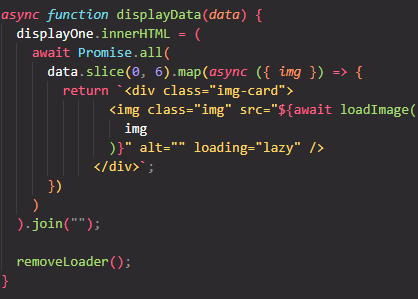 async function displayData(data) {
  displayOne.innerHTML = (
    await Promise.all(
      data.slice(0, 6).map(async ({ img }) => {
        return `<div class="img-card">
              <img class="img" src="${await loadImage(
                img
              )}" alt="" loading="lazy" />
            </div>`;
      })
    )
  ).join("");

  removeLoader();
}